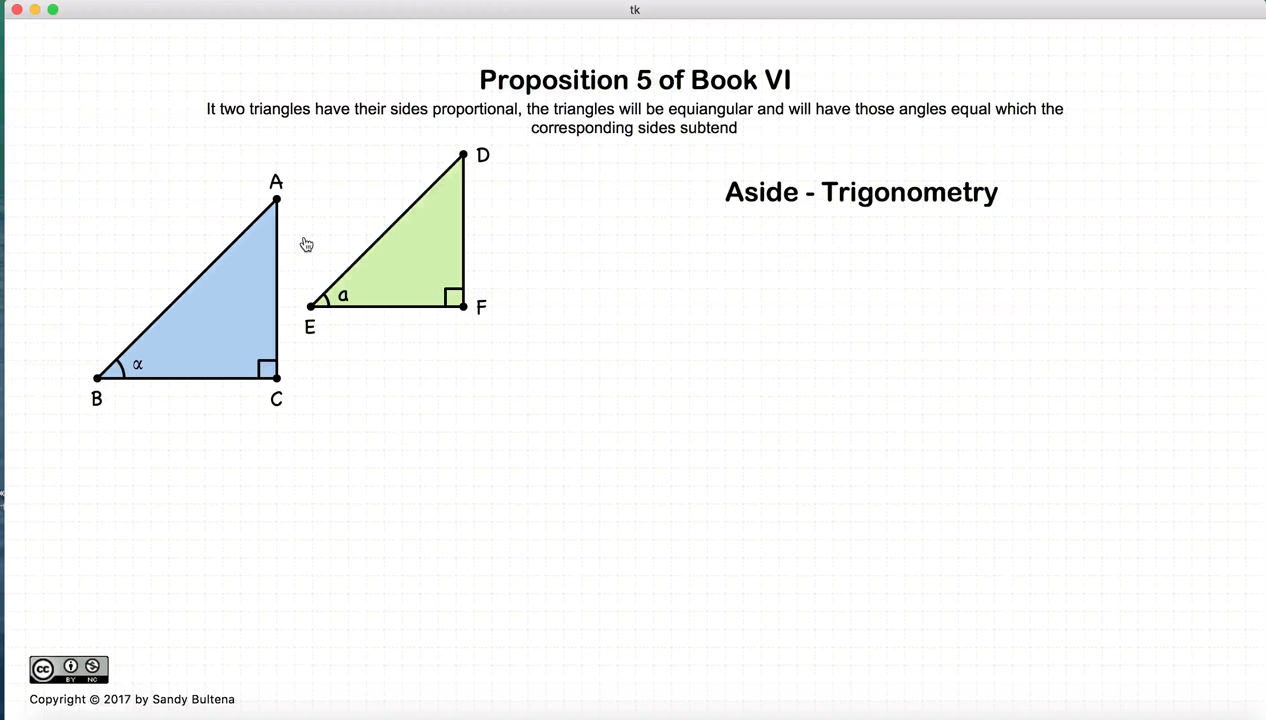 tk
Proposition 5 of Book VI
It two triangles have their sides proportional, the triangles will be equiangular and will have those angles equal which the
corresponding sides subtend
Aside - Trigonometry
A
D
α
B
C
a
E
F
cc BY NC
Copyright © 2017 by Sandy Bultena